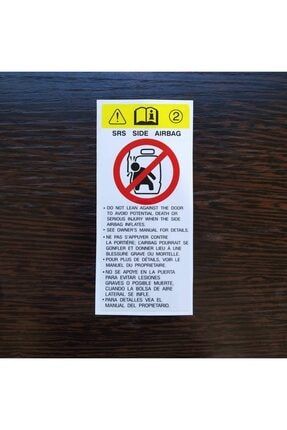 2
SRS SIDE AIRBAG
• DO NOT LEAN AGAINST THE DOOR
TO AVOID POTENTIAL DEATH OR
SERIOUS INJURY WHEN THE SIDE
AIRBAG INFLATES.
• SEE OWNER'S MANUAL FOR DETAILS.
• NE PAS S'APPUYER CONTRE
LA PORTIÈRE; L'AIRBAG POURRAIT SE
GONFLER ET DONNER LIEU À UNE
BLESSURE GRAVE OU MORTELLE.
• POUR PLUS DE DÉTAILS, VOIR LE
MANUEL DU PROPRIETAIRE.
• NO SE APOYE EN LA PUERTA
PARA EVITAR LESIONES
GRAVES O POSIBLE MUERTE,
CUANDO LA BOLSA DE AIRE
LATERAL SE INFLE.
• PARA DETALLES VEA EL
MANUAL DEL PROPIETARIO.